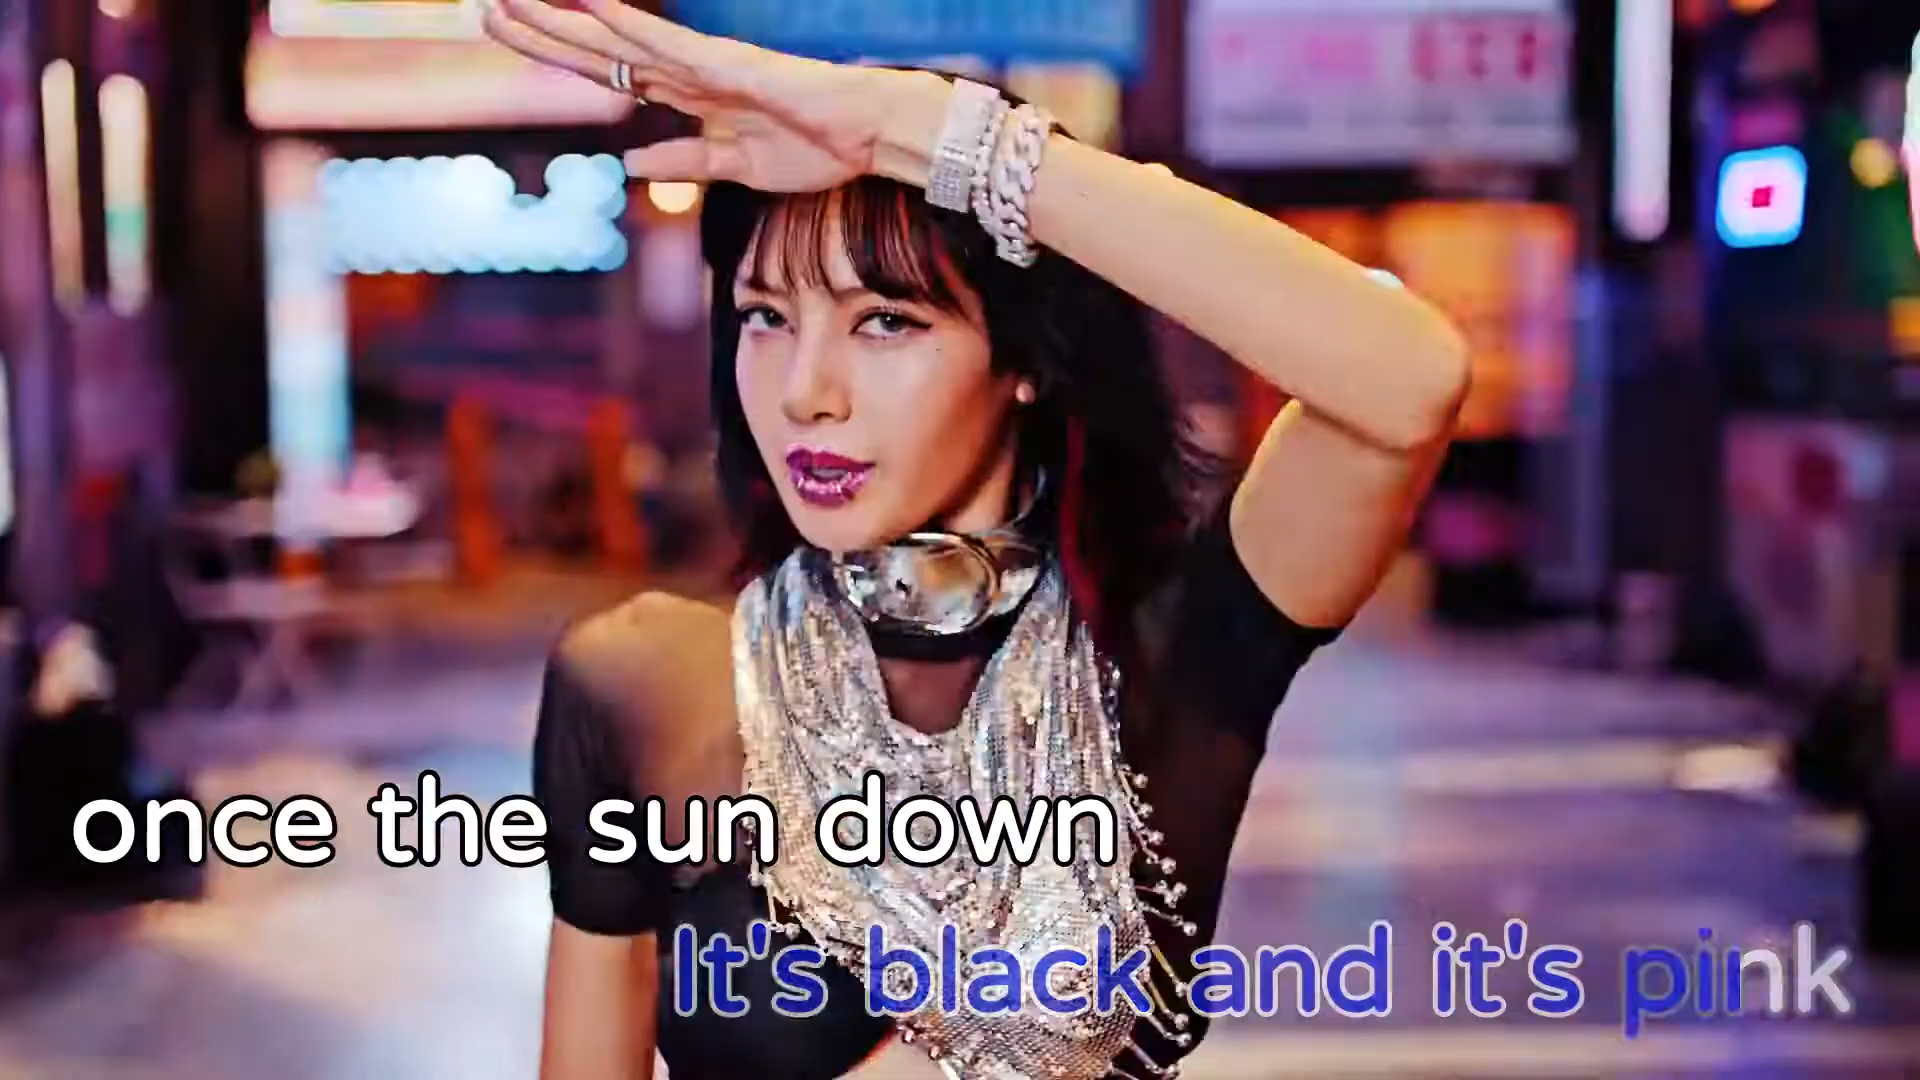 once the sun down
It's black and it's pink